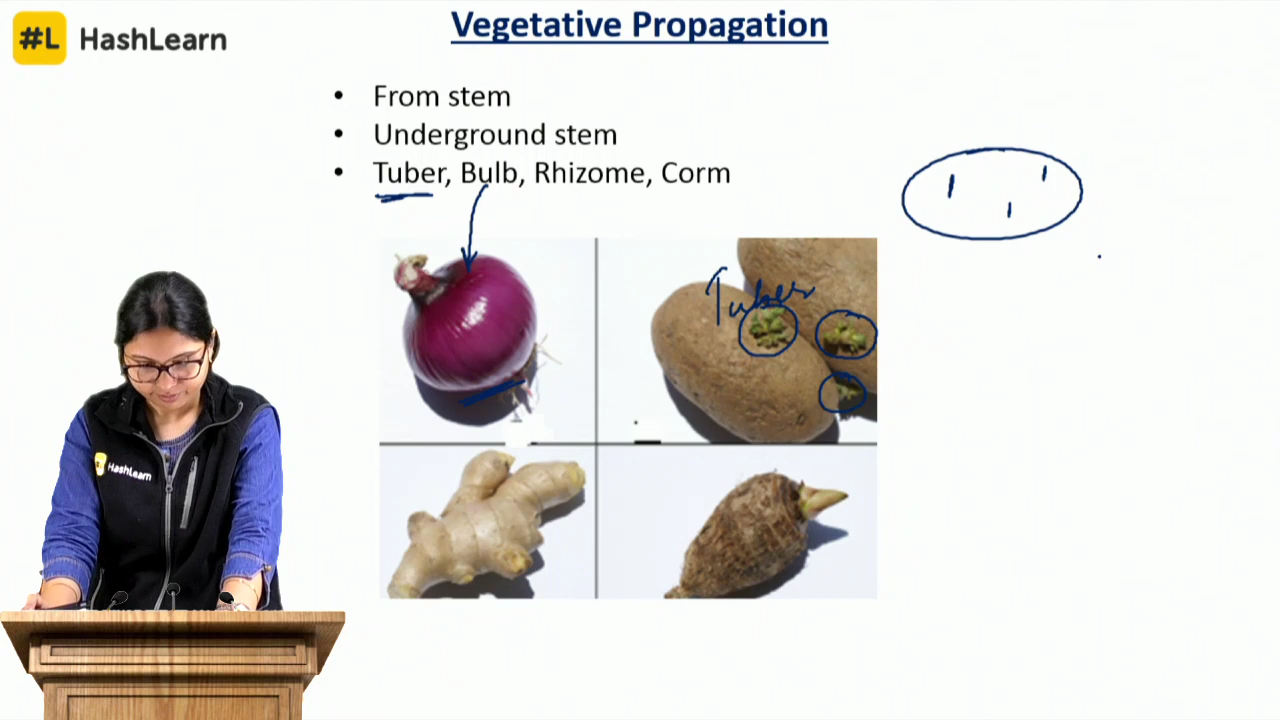 #L HashLearn
Vegetative Propagation
• From stem
• Underground stem
• Tuber, Bulb, Rhizome, Corm
Tuber
HashLearn